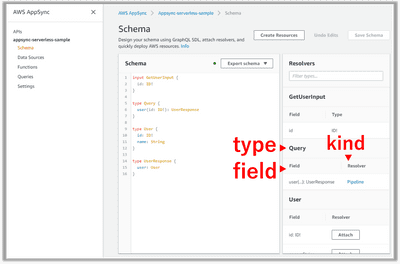 AWS AppSync
×
AWS AppSync > Appsync-serverless-sample > Schema
APIs
appsync-serverless-sample
Schema
Data Sources
Functions
Queries
Settings
Schema
Design your schema using GraphQL SDL, attach resolvers, and
quickly deploy AWS resources. Info
Create Resources
Save Schema
Schema
Export schema
1 input GetUserInput {
2 id: ID!
3 }
4
5 type Query {
6 user(id: ID!): UserResponse
7 }
8
9 type User {
10 id: ID!
11 name: String
12 }
13
14 type UserResponse {
15 user: User
16 }
Resolvers
Filter types...
GetUserInput
Field Type
id ID!
type
Query
kind
field
Field Resolver
user(...): UserResponse Pipeline
User
Field Resolver
id: ID! Attach